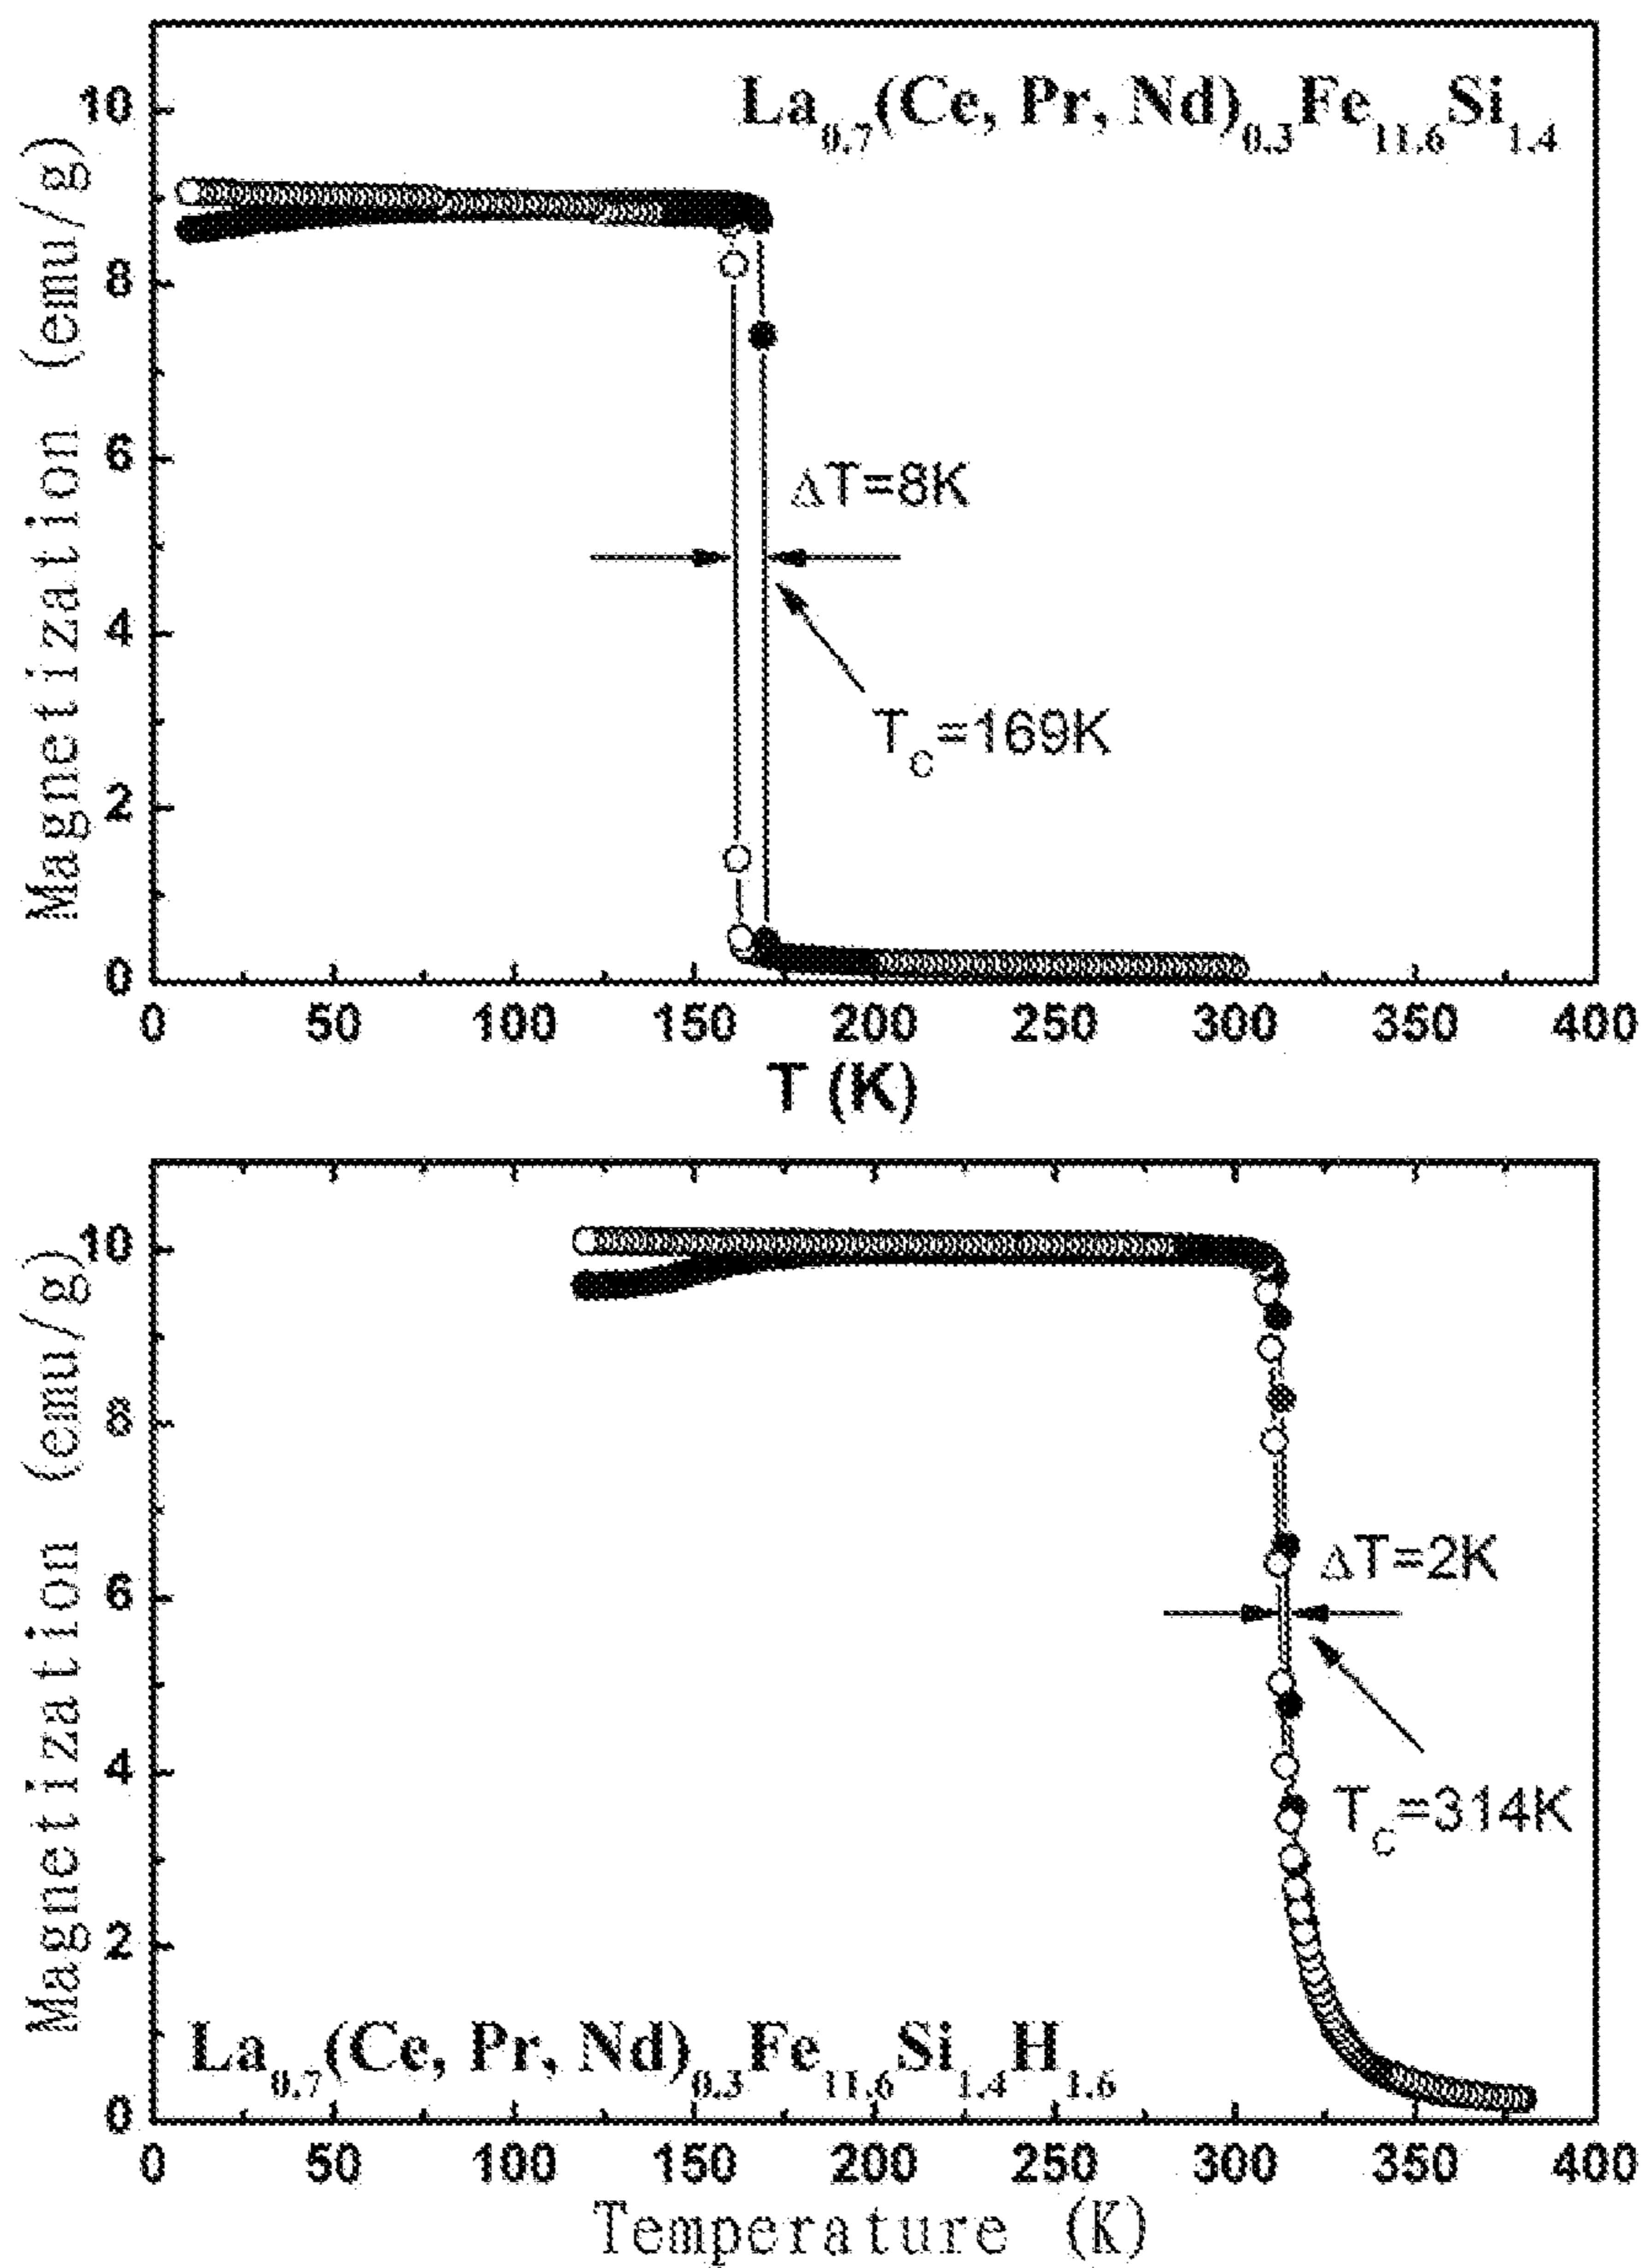 La0.7(Ce, Pr, Nd)0.3Fe11.6Si1.4
Magnetization (emu/g)
10
8
6
4
2
0
ΔT=8K
TC=169K
0 50 100 150 200 250 300 350 400
T (K)
Magnetization (emu/g)
10
8
6
4
2
0
ΔT=2K
TC=314K
La0.7(Ce, Pr, Nd)0.3Fe11.6Si1.4H1.6
0 50 100 150 200 250 300 350 400
Temperature (K)